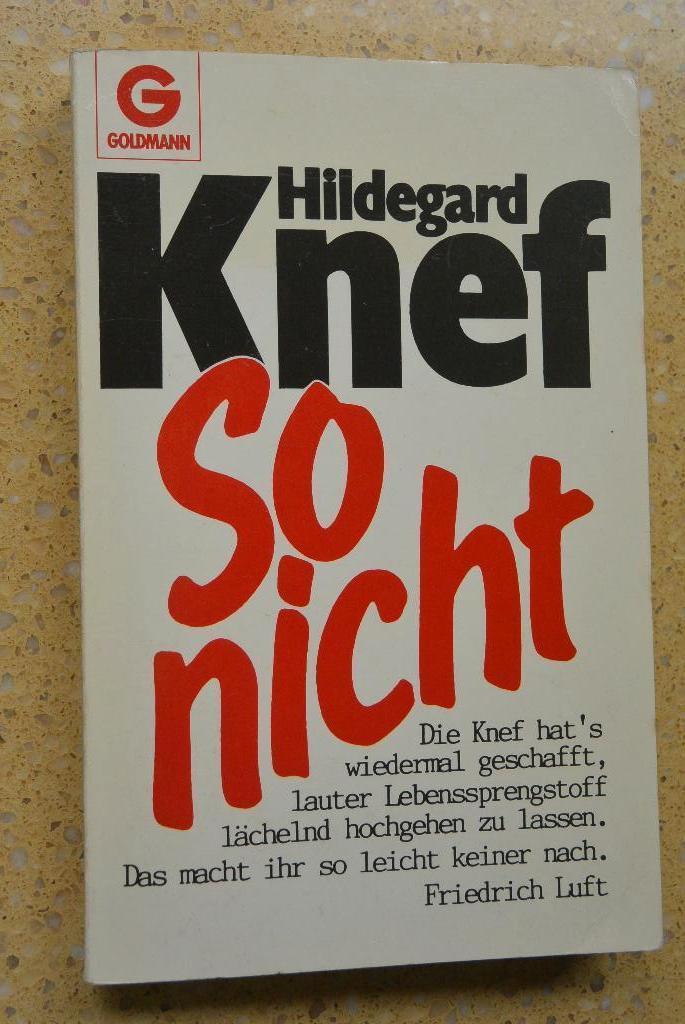 G
GOLDMANN
Hildegard
Knef
So
nicht
Die Knef hat's
wiedermal geschafft,
lauter Lebenssprengstoff
lächelnd hochgehen zu lassen.
Das macht ihr so leicht keiner nach.
Friedrich Luft